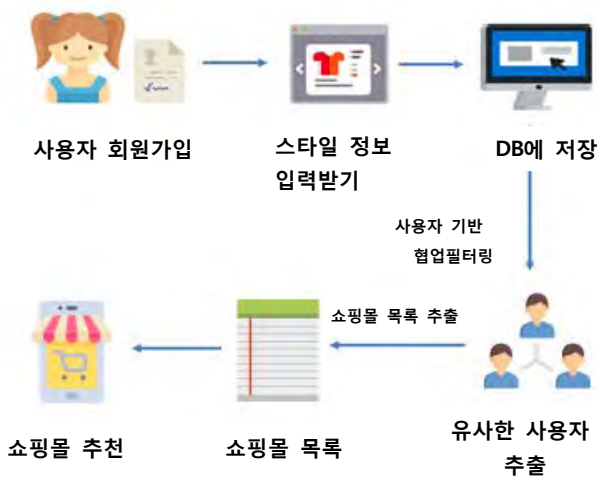 사용자 회원가입
스타일 정보
입력받기
DB에 저장
사용자 기반
협업필터링
쇼핑몰 목록 추출
유사한 사용자
추출
쇼핑몰 목록
쇼핑몰 추천